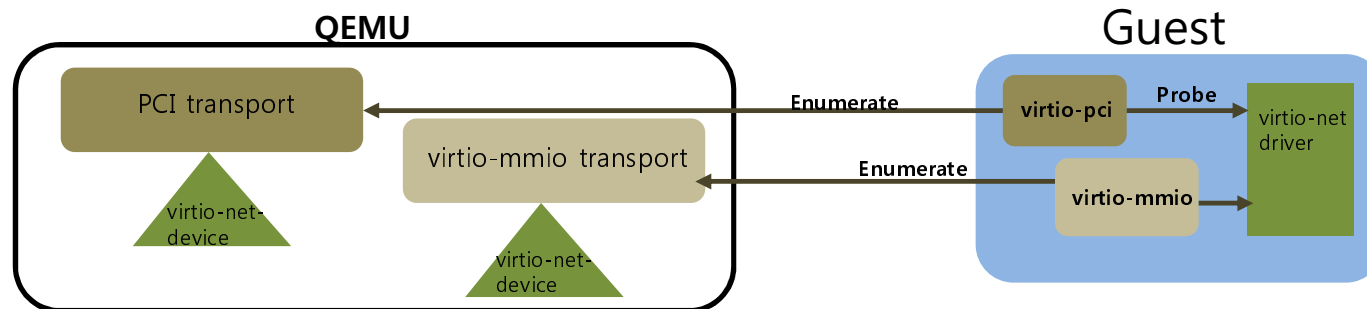 QEMU
Guest
PCI transport
Enumerate
virtio-pci
Probe
virtio-net
driver
virtio-mmio transport
Enumerate
virtio-mmio
virtio-net-
device
virtio-net-
device